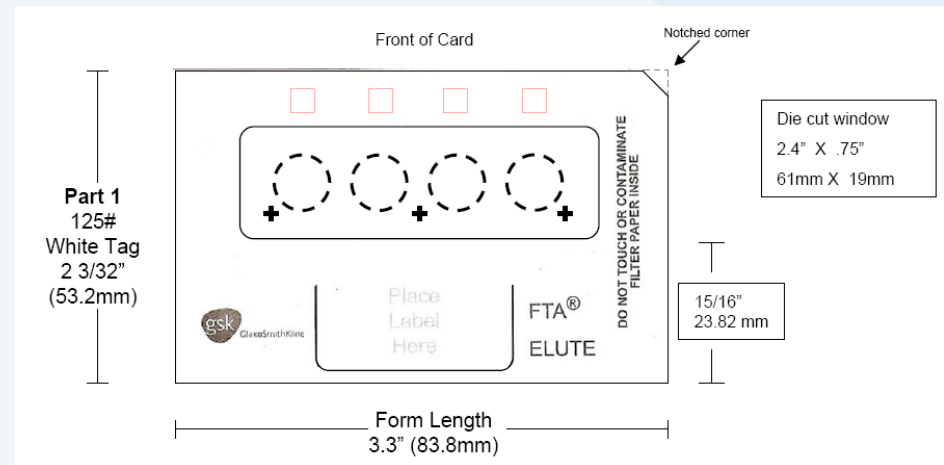 Front of Card
Notched corner
Die cut window
2.4” X .75”
61mm X 19mm
Part 1
125#
White Tag
2 3/32”
(53.2mm)
DO NOT TOUCH OR CONTAMINATE
FILTER PAPER INSIDE
Place
Label
Here
gsk
GlaxoSmithKline
FTA®
ELUTE
15/16”
23.82 mm
Form Length
3.3” (83.8mm)